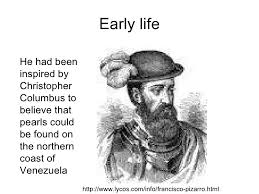 Early life
He had been
inspired by
Christopher
Columbus to
believe that
pearls could
be found on
the northern
coast of
Venezuela
http://www.lycos.com/info/francisco-pizarro.html